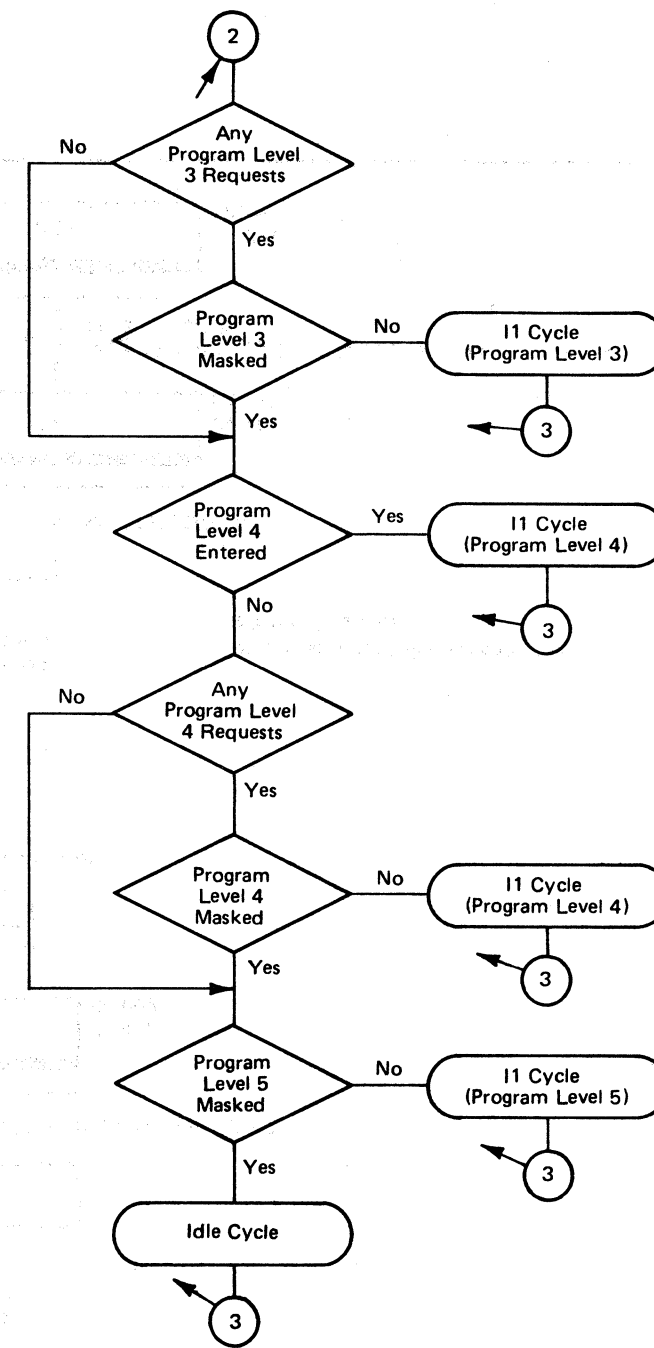 2
Any
Program Level
3 Requests
No
Yes
Program
Level 3
Masked
No
I1 Cycle
(Program Level 3)
3
Yes
Program
Level 4
Entered
Yes
I1 Cycle
(Program Level 4)
3
No
Any
Program Level
4 Requests
No
Yes
Program
Level 4
Masked
No
I1 Cycle
(Program Level 4)
3
Yes
Program
Level 5
Masked
No
I1 Cycle
(Program Level 5)
3
Yes
Idle Cycle
3